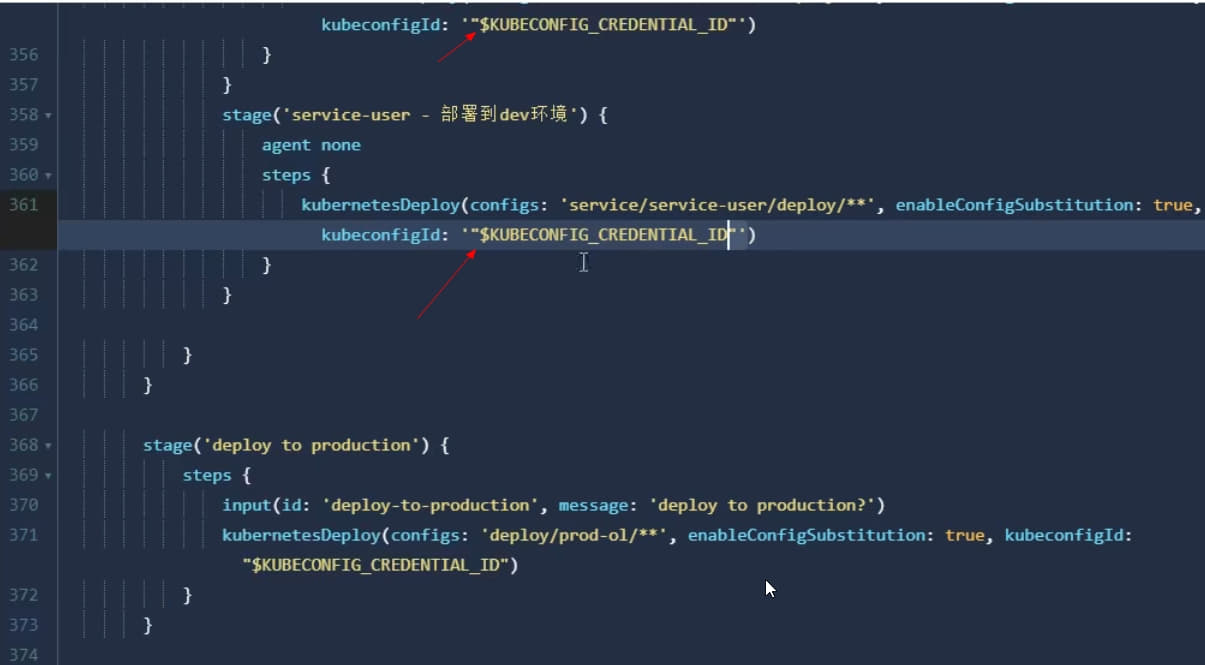 kubeconfigId: '"$KUBECONFIG_CREDENTIAL_ID"')
356 }
357 }
358 stage('service-user - 部署到dev环境') {
359 agent none
360 steps {
361 kubernetesDeploy(configs: 'service/service-user/deploy/**', enableConfigSubstitution: true,
kubeconfigId: '"$KUBECONFIG_CREDENTIAL_ID"')
362 }
363 }
364
365 }
366 }
367
368 stage('deploy to production') {
369 steps {
370 input(id: 'deploy-to-production', message: 'deploy to production?')
371 kubernetesDeploy(configs: 'deploy/prod-ol/**', enableConfigSubstitution: true, kubeconfigId:
"$KUBECONFIG_CREDENTIAL_ID")
372 }
373 }
374